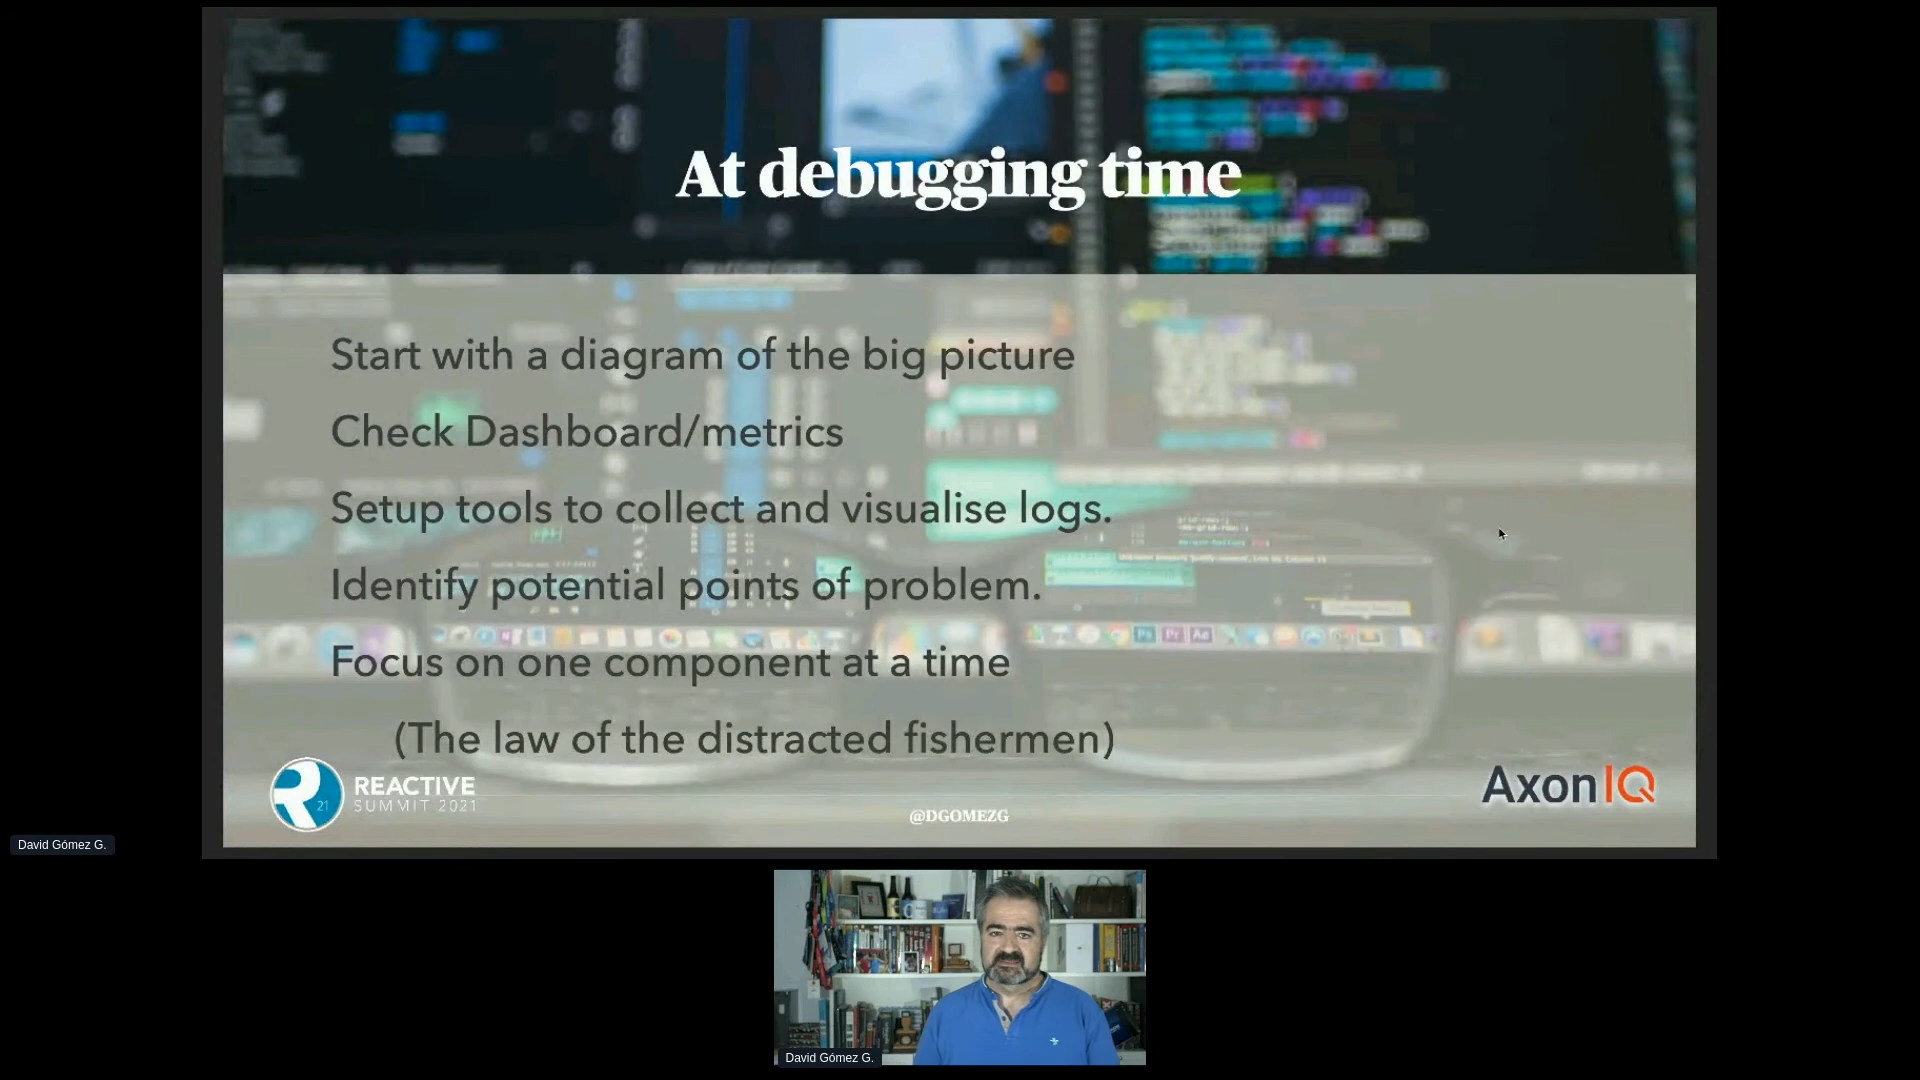 At debugging time
Start with a diagram of the big picture
Check Dashboard/metrics
Setup tools to collect and visualise logs.
Identify potential points of problem.
Focus on one component at a time
(The law of the distracted fishermen)
R 21 REACTIVE
SUMMIT 2021
@DGOMEZG
AxonIQ
David Gómez G.
David Gómez G.